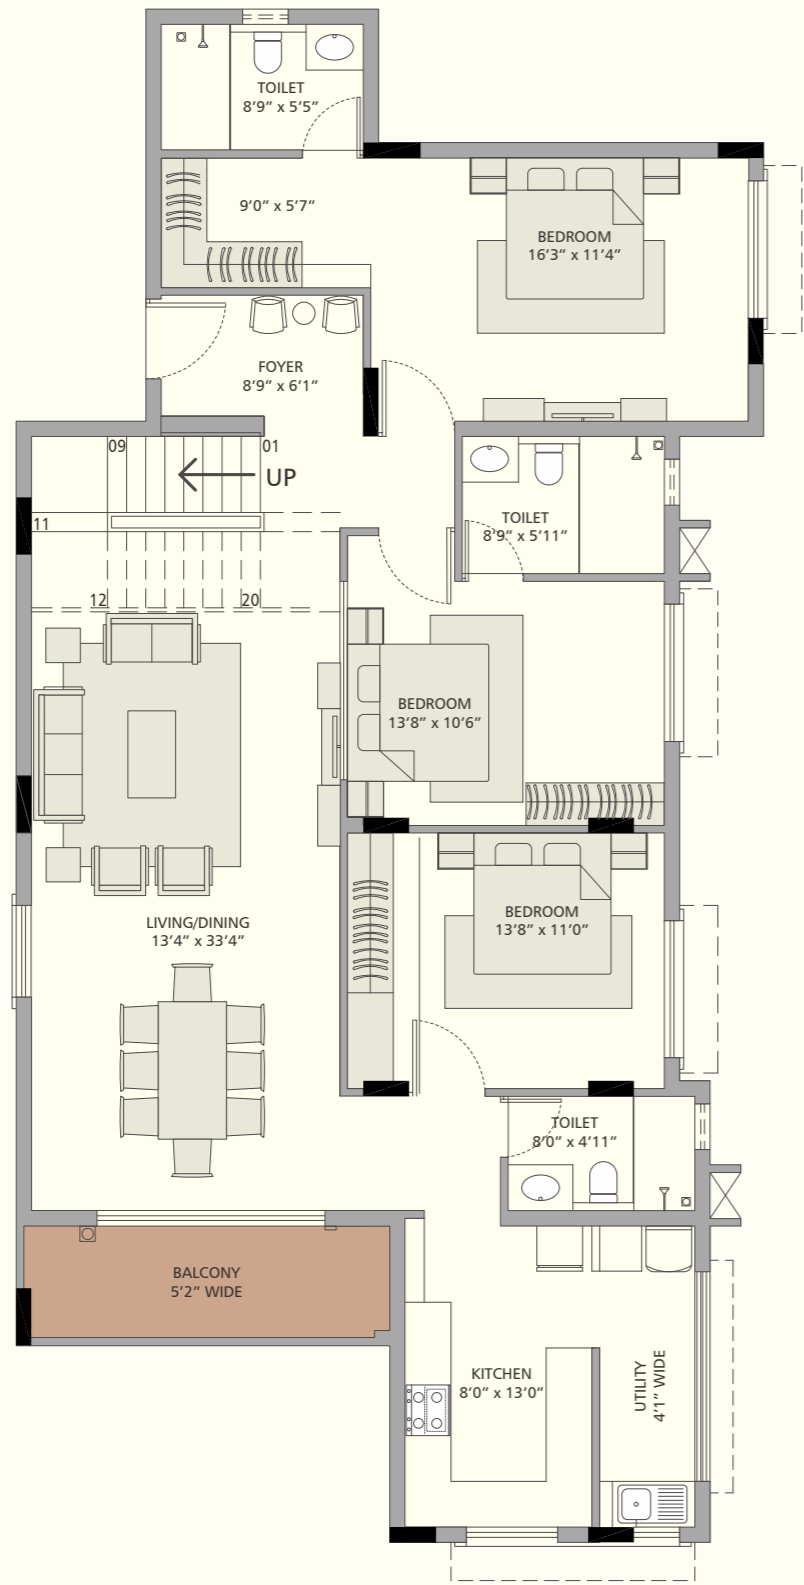 TOILET
8’9” x 5’5”
9’0” x 5’7”
BEDROOM
16’3” x 11’4”
FOYER
8’9” x 6’1”
09
01
UP
11
TOILET
8’9” x 5’11”
12
20
BEDROOM
13’8” x 10’6”
BEDROOM
13’8” x 11’0”
LIVING/DINING
13’4” x 33’4”
TOILET
8’0” x 4’11”
BALCONY
5’2” WIDE
KITCHEN
8’0” x 13’0”
UTILITY
4’1” WIDE